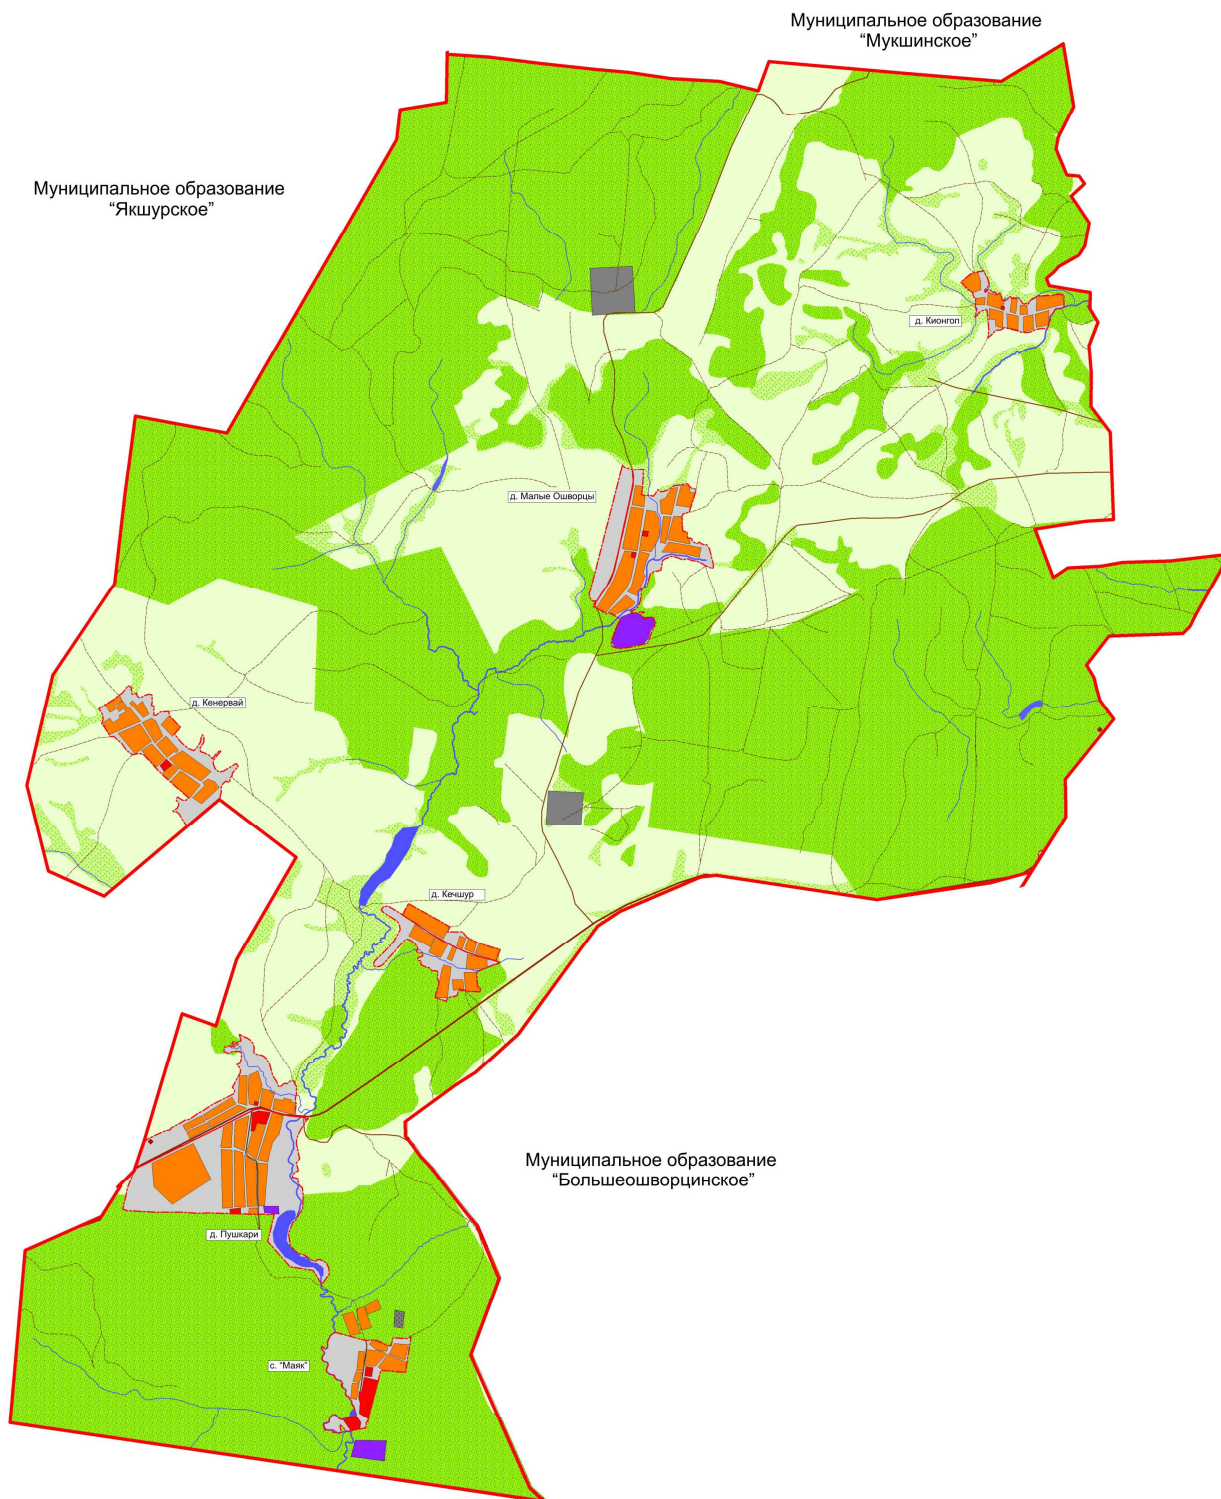 Муниципальное образование
“Мукшинское”
Муниципальное образование
“Якшурское”
д. Кионгоп
д. Малые Ошворцы
д. Кенервай
д. Кечшур
Муниципальное образование
“Большеошворцинское”
д. Пушкари
с. “Маяк”